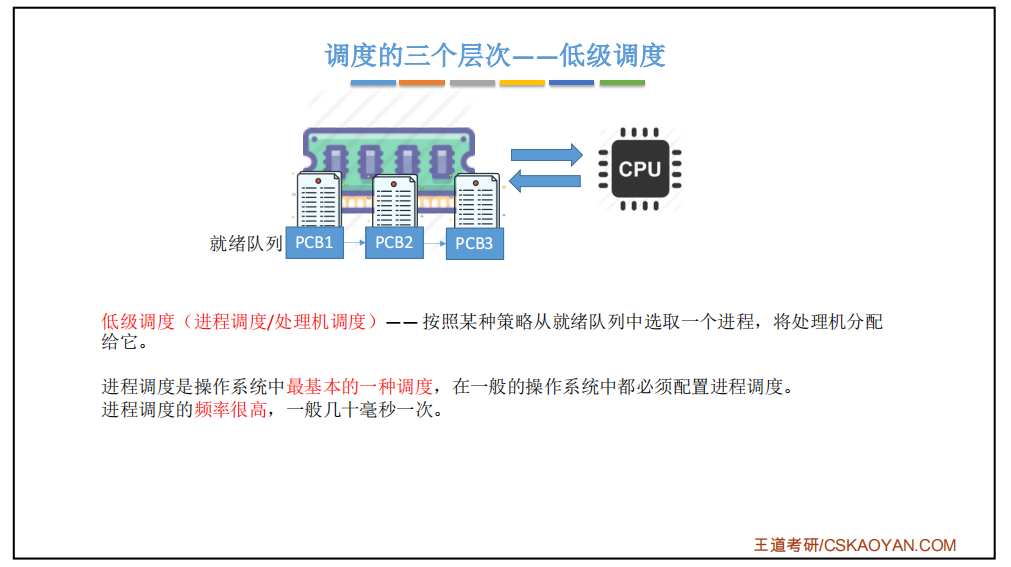 调度的三个层次——低级调度
CPU
就绪队列 PCB1 PCB2 PCB3
低级调度（进程调度/处理机调度）—— 按照某种策略从就绪队列中选取一个进程，将处理机分配
给它。
进程调度是操作系统中最基本的一种调度，在一般的操作系统中都必须配置进程调度。
进程调度的频率很高，一般几十毫秒一次。
王道考研/CSKAOYAN.COM